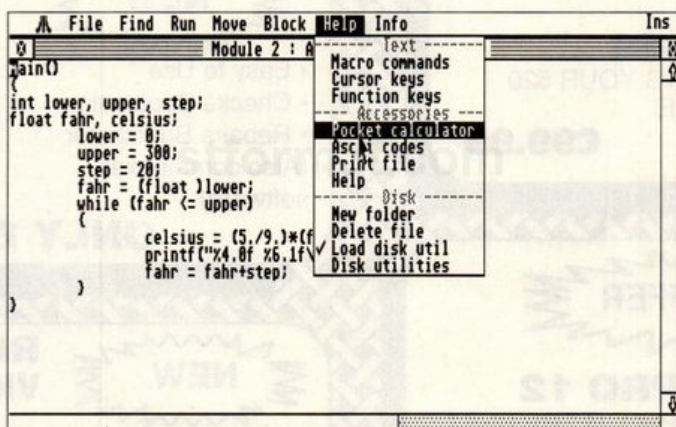 File Find Run Move Block Help Info Ins
Module 2 : A
main()
{
int lower, upper, step;
float fahr, celsius;
lower = 0;
upper = 300;
step = 20;
fahr = (float )lower;
while (fahr <= upper)
{
celsius = (5./9.)*(f
printf("%4.0f %6.1f\
fahr = fahr+step;
}
}
Text
Macro commands
Cursor keys
Function keys
Accessories
Pocket calculator
Ascii codes
Print file
Help
Disk
New folder
Delete file
✓ Load disk util
Disk utilities